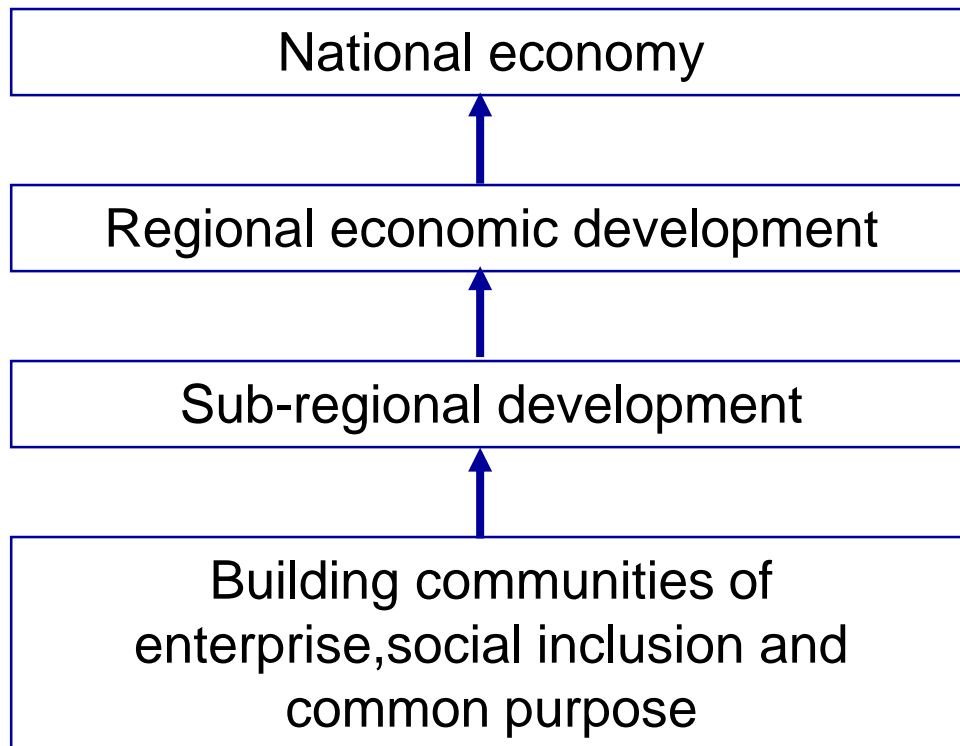 National economy
Regional economic development
Sub-regional development
Building communities of
enterprise,social inclusion and
common purpose